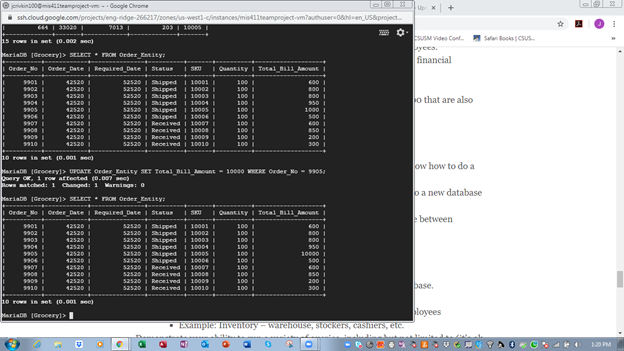 jcrivkin100@mis411teamproject-vm: ~ - Google Chrome
ssh.cloud.google.com/projects/eng-ridge-266217/zones/us-west1-c/instances/mis411teamproject-vm?authuser=0&hl=en_US&project...
| 664 | 33020 | 7013 | 203 | 10005 |
15 rows in set (0.002 sec)
MariaDB [Grocery]> SELECT * FROM Order_Entity;
| Order_No | Order_Date | Required_Date | Status | SKU | Quantity | Total_Bill_Amount |
| 9901 | 42520 | 52520 | Shipped | 10001 | 100 | 600 |
| 9902 | 42520 | 52520 | Shipped | 10002 | 100 | 800 |
| 9903 | 42520 | 52520 | Shipped | 10003 | 100 | 800 |
| 9904 | 42520 | 52520 | Shipped | 10004 | 100 | 950 |
| 9905 | 42520 | 52520 | Shipped | 10005 | 100 | 1000 |
| 9906 | 42520 | 52520 | Shipped | 10006 | 100 | 500 |
| 9907 | 42520 | 52520 | Received | 10007 | 100 | 600 |
| 9908 | 42520 | 52520 | Received | 10008 | 100 | 850 |
| 9909 | 42520 | 52520 | Received | 10009 | 100 | 200 |
| 9910 | 42520 | 52520 | Received | 10010 | 100 | 300 |
10 rows in set (0.001 sec)
MariaDB [Grocery]> UPDATE Order_Entity SET Total_Bill_Amount = 10000 WHERE Order_No = 9905;
Query OK, 1 row affected (0.007 sec)
Rows matched: 1 Changed: 1 Warnings: 0
MariaDB [Grocery]> SELECT * FROM Order_Entity;
| Order_No | Order_Date | Required_Date | Status | SKU | Quantity | Total_Bill_Amount |
| 9901 | 42520 | 52520 | Shipped | 10001 | 100 | 600 |
| 9902 | 42520 | 52520 | Shipped | 10002 | 100 | 800 |
| 9903 | 42520 | 52520 | Shipped | 10003 | 100 | 800 |
| 9904 | 42520 | 52520 | Shipped | 10004 | 100 | 950 |
| 9905 | 42520 | 52520 | Shipped | 10005 | 100 | 10000 |
| 9906 | 42520 | 52520 | Shipped | 10006 | 100 | 500 |
| 9907 | 42520 | 52520 | Received | 10007 | 100 | 600 |
| 9908 | 42520 | 52520 | Received | 10008 | 100 | 850 |
| 9909 | 42520 | 52520 | Received | 10009 | 100 | 200 |
| 9910 | 42520 | 52520 | Received | 10010 | 100 | 300 |
10 rows in set (0.001 sec)
MariaDB [Grocery]>
CSUSM Video Conf...
Safari Books | CSUS...
financial
oo that are also
ow how to do a
o a new database
e between
base.
ployees
Example: Inventory – warehouse, stockers, cashiers, etc.
1:20 PM